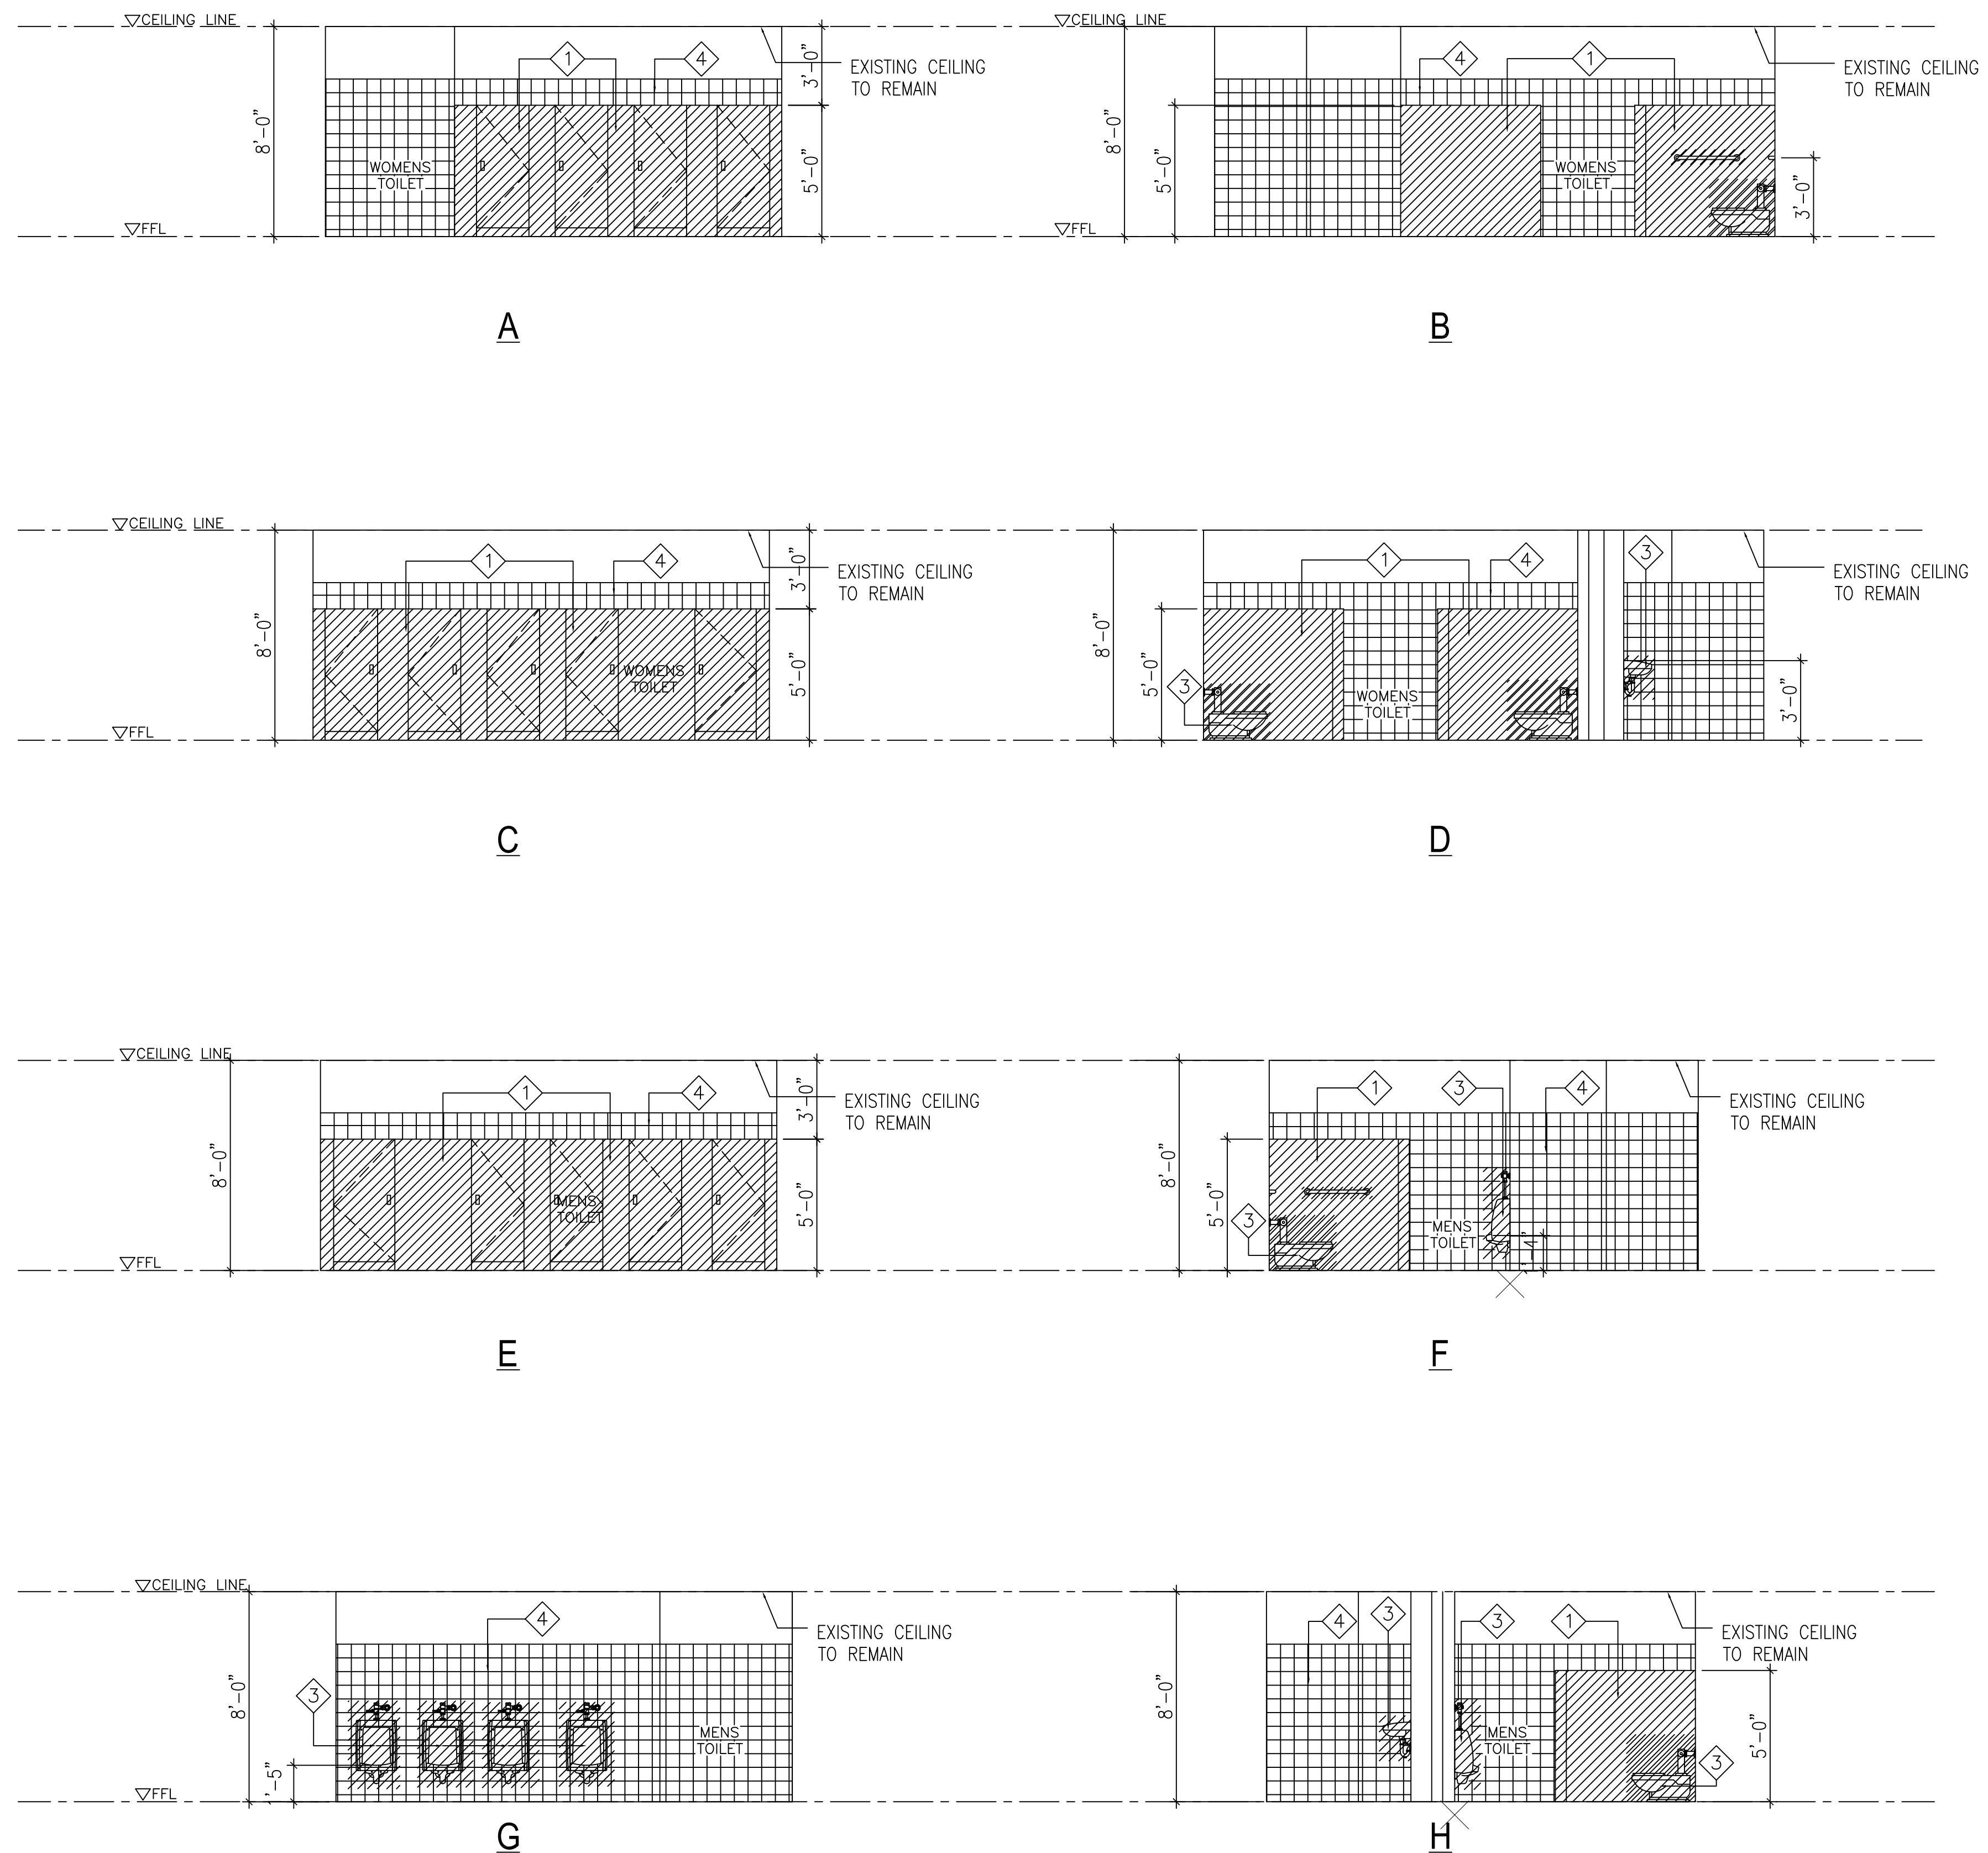 CEILING LINE
1
4
3'-0"
EXISTING CEILING
TO REMAIN
8'-0"
WOMENS
TOILET
5'-0"
FFL
A
CEILING LINE
4
1
EXISTING CEILING
TO REMAIN
8'-0"
5'-0"
WOMENS
TOILET
3'-0"
FFL
B
CEILING LINE
1
4
3'-0"
EXISTING CEILING
TO REMAIN
8'-0"
WOMENS
TOILET
5'-0"
FFL
C
1
4
3
EXISTING CEILING
TO REMAIN
8'-0"
5'-0"
3
WOMENS
TOILET
3'-0"
D
CEILING LINE
1
4
3'-0"
EXISTING CEILING
TO REMAIN
8'-0"
MENS
TOILET
5'-0"
FFL
E
1
3
4
EXISTING CEILING
TO REMAIN
8'-0"
5'-0"
3
MENS
TOILET
F
CEILING LINE
4
EXISTING CEILING
TO REMAIN
8'-0"
3
MENS
TOILET
'-5"
FFL
G
4
3
3
1
EXISTING CEILING
TO REMAIN
8'-0"
MENS
TOILET
5'-0"
3
H